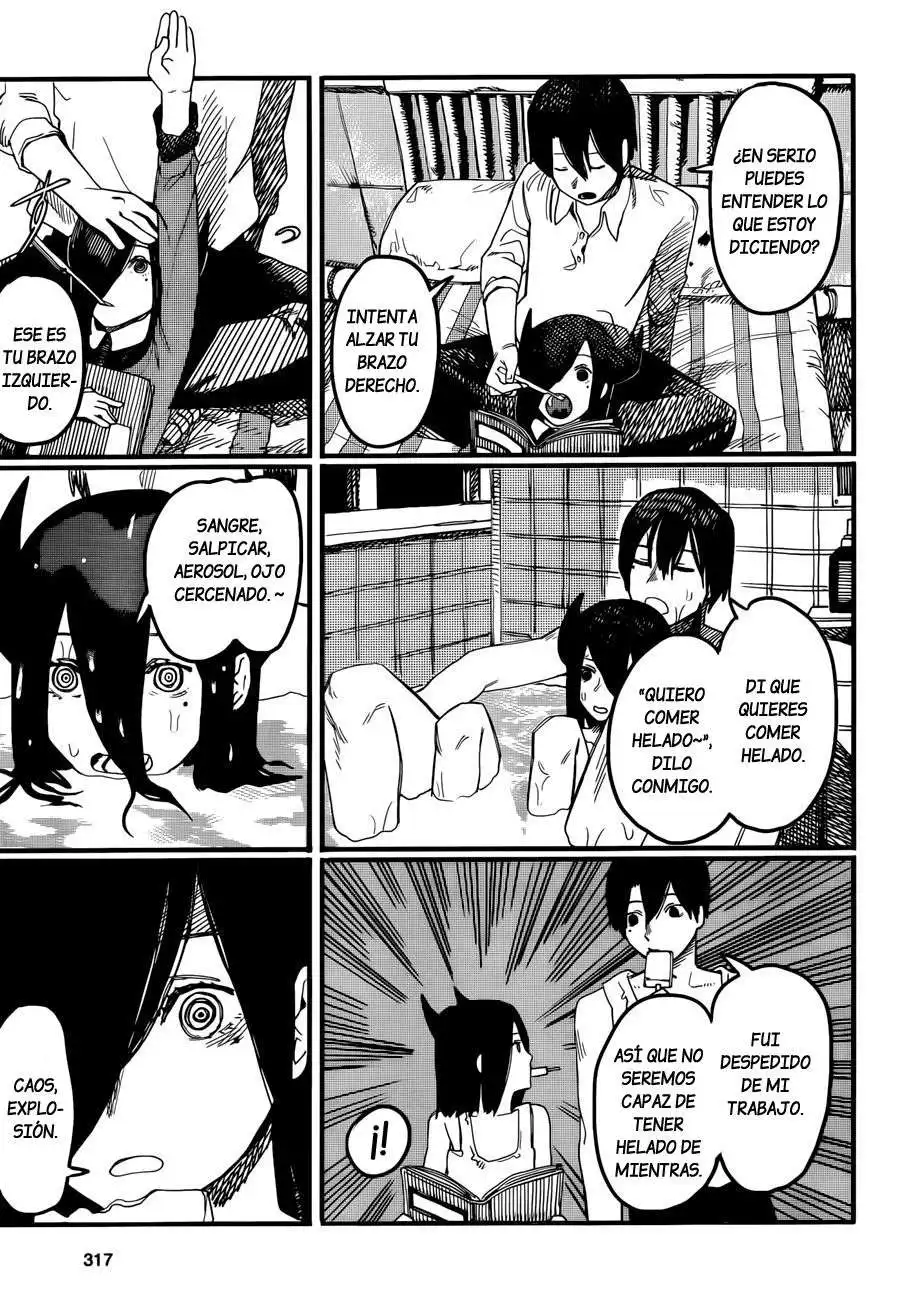 ¿EN SERIO
PUEDES
ENTENDER LO
QUE ESTOY
DICIENDO?
INTENTA
ALZAR TU
BRAZO
DERECHO.
ESE ES
TU BRAZO
IZQUIER-
DO.
DI QUE
QUIERES
COMER
HELADO.
"QUIERO
COMER
HELADO~",
DILO
CONMIGO.
SANGRE,
SALPICAR,
AEROSOL, OJO
CERCENADO.~
FUI
DESPEDIDO
DE MI
TRABAJO.
ASÍ QUE NO
SEREMOS
CAPAZ DE
TENER
HELADO DE
MIENTRAS.
¡!
CAOS,
EXPLO-
SIÓN.
317